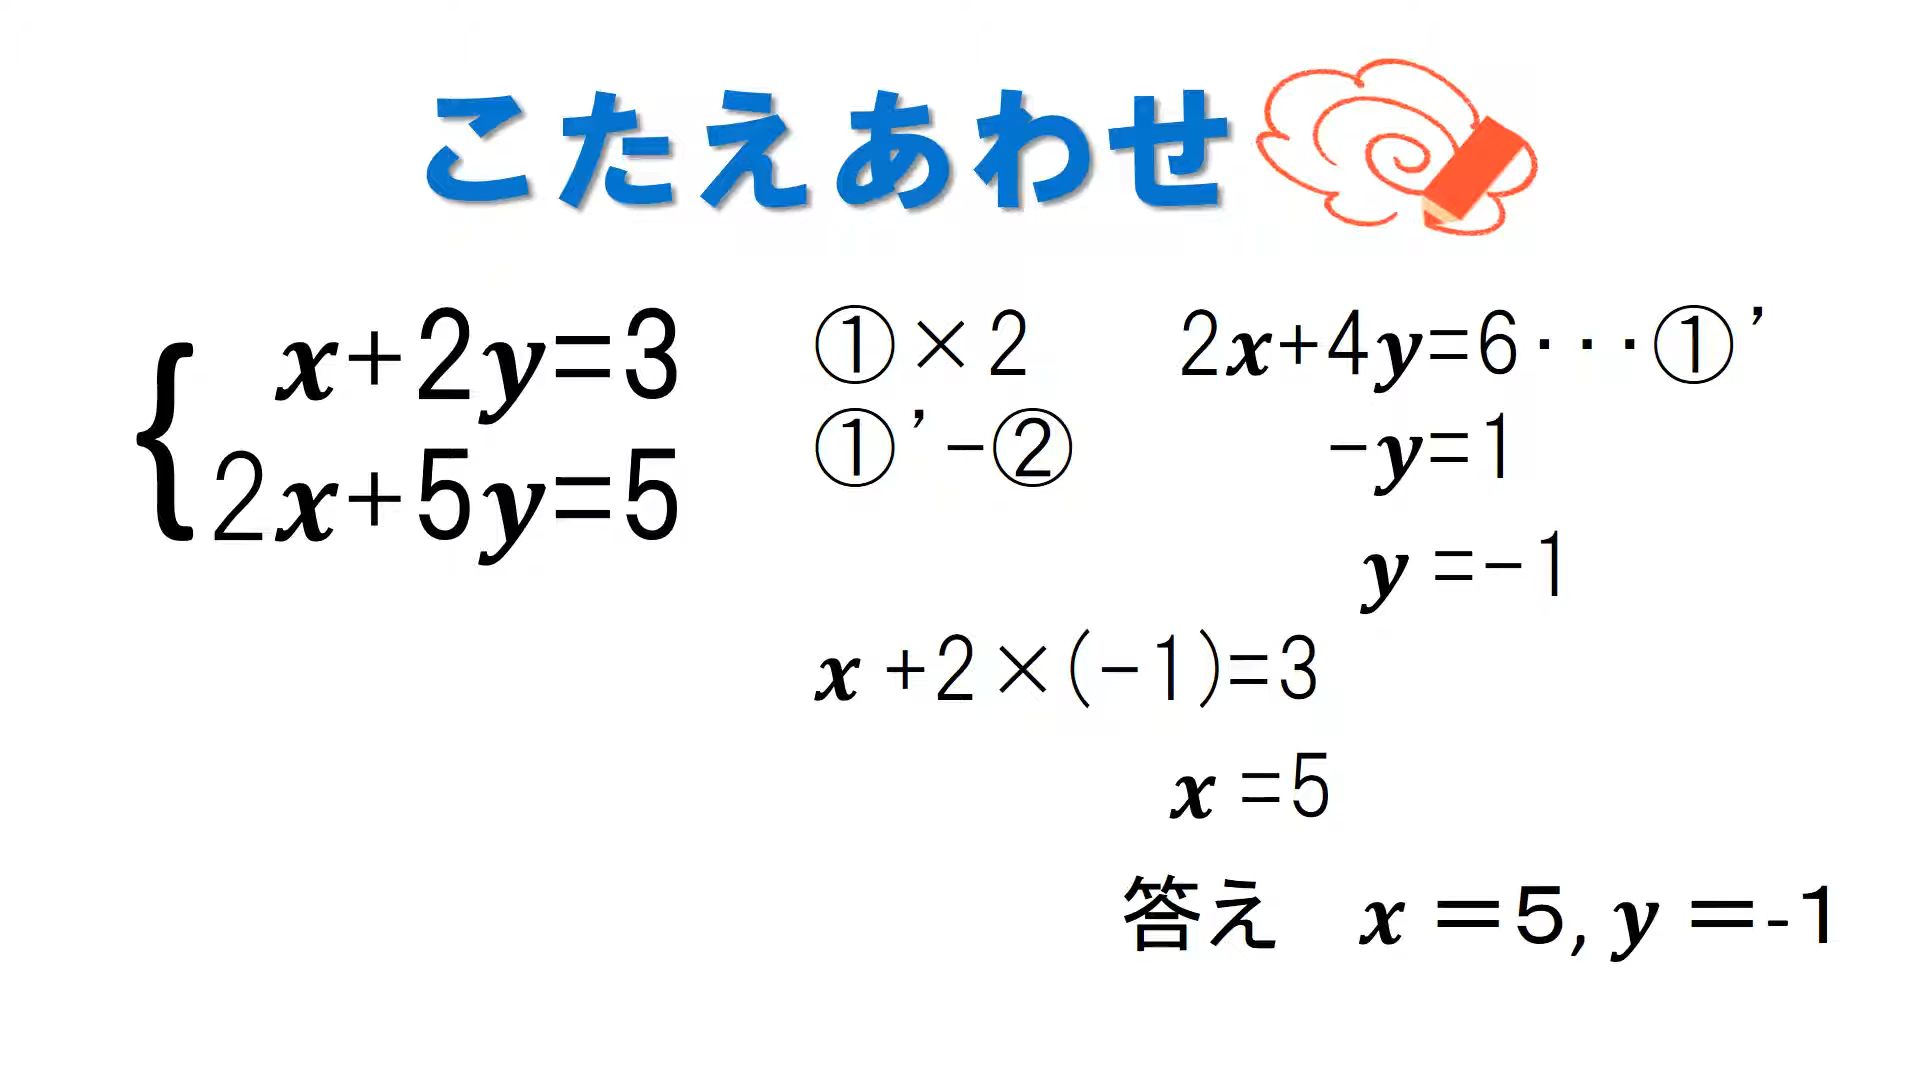 こたえあわせ
x+2y=3
2x+5y=5
①×2 2x+4y=6・・・①’
①’-② -y=1
y=-1
x+2×(-1)=3
x=5
答え x=5,y=-1